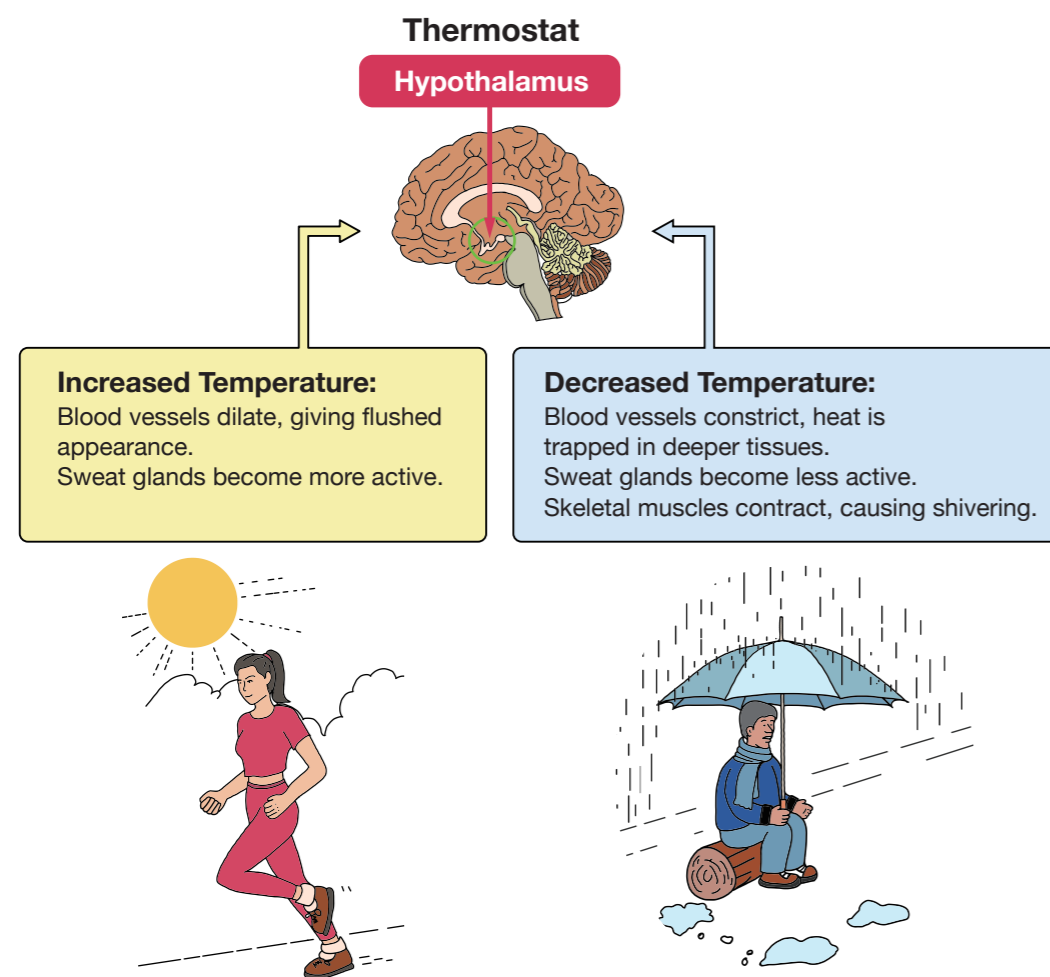 Thermostat
Hypothalamus
Increased Temperature:
Blood vessels dilate, giving flushed
appearance.
Sweat glands become more active.
Decreased Temperature:
Blood vessels constrict, heat is
trapped in deeper tissues.
Sweat glands become less active.
Skeletal muscles contract, causing shivering.